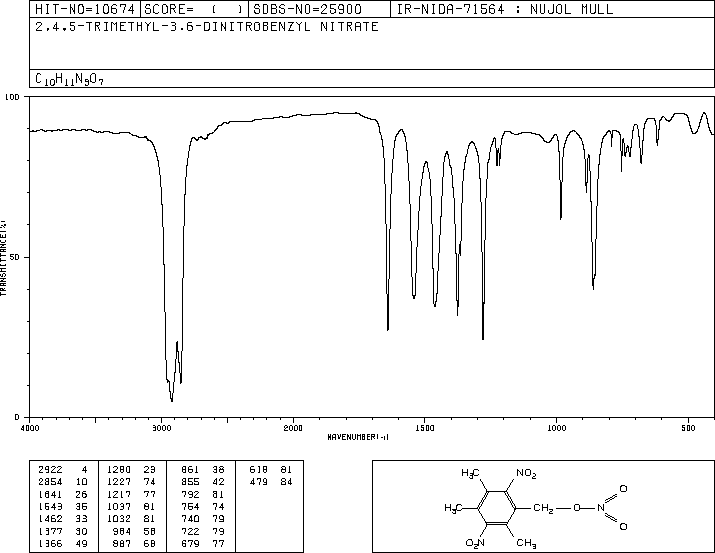 HIT-NO=10674 SCORE= ( ) SDBS-NO=25900 IR-NIDA-71564 : NUJOL MULL
2,4,5-TRIMETHYL-3,6-DINITROBENZYL NITRATE
C10H11N3O7
100
50
0
TRANSMITTANCE(%)
4000 3000 2000 1500 1000 500
WAVENUMBER(-1)
2922 4 1280 23 861 38 618 81
2854 10 1227 74 855 42 479 84
1641 26 1217 77 792 81
1543 36 1037 81 754 74
1462 33 1032 81 740 79
1377 30 984 58 722 79
1366 49 887 68 679 77
CH3 NO2
CH3 CH2 O N O
O
NO2 CH3